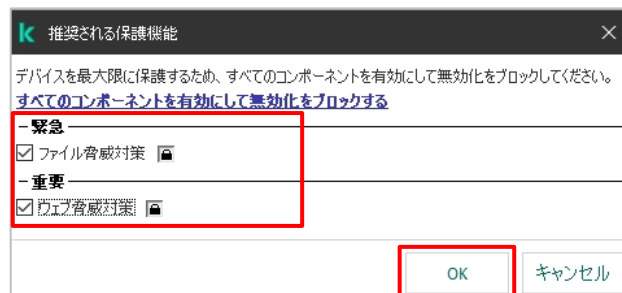 推奨される保護機能
デバイスを最大限に保護するため、すべてのコンポーネントを有効にして無効化をブロックしてください。
すべてのコンポーネントを有効にして無効化をブロックする
緊急
ファイル脅威対策
重要
ウェブ脅威対策
OK キャンセル